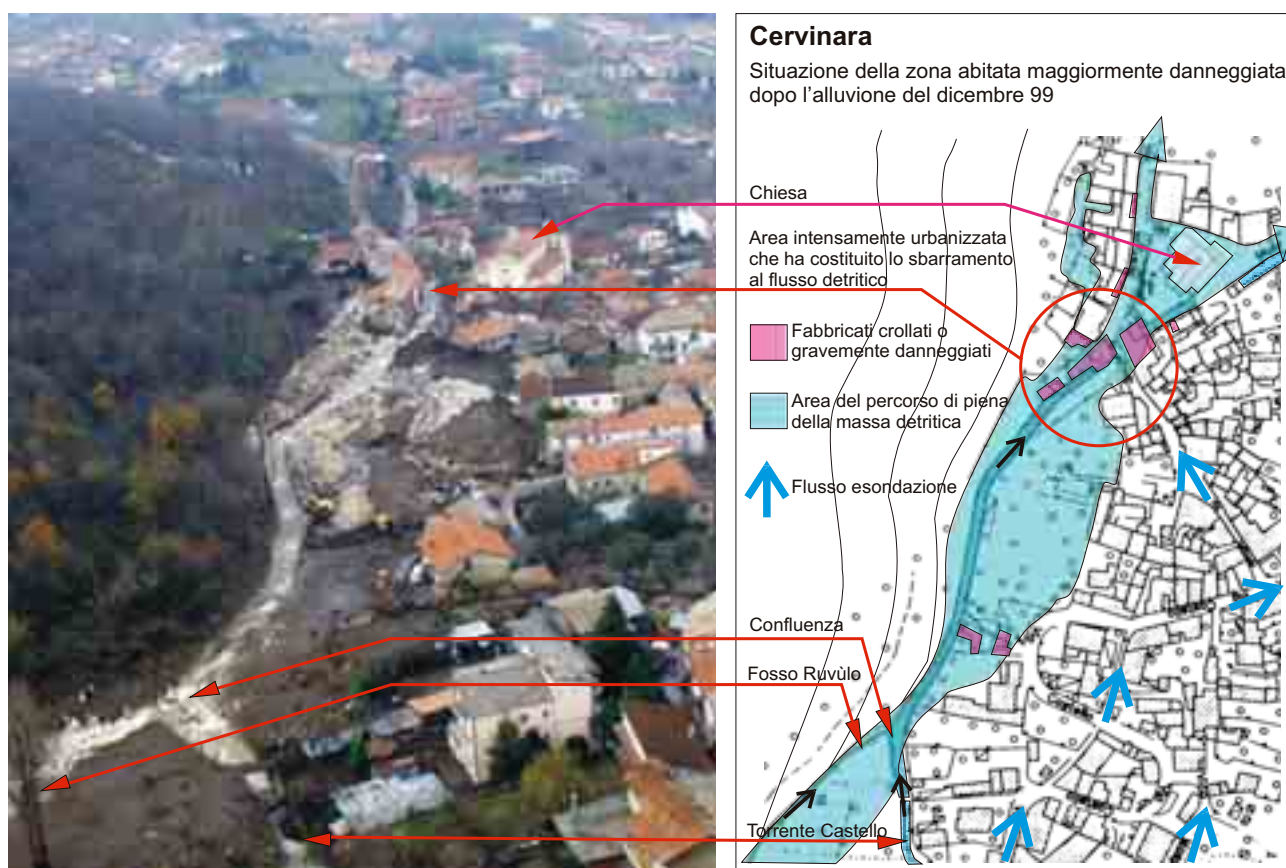 Cervinara
Situazione della zona abitata maggiormente danneggiata
dopo l'alluvione del dicembre 99
Chiesa
Area intensamente urbanizzata
che ha costituito lo sbarramento
al flusso detritico
Fabbricati crollati o
gravemente danneggiati
Area del percorso di piena
della massa detritica
Flusso esondazione
Confluenza
Fosso Ruvùlo
Torrente Castello